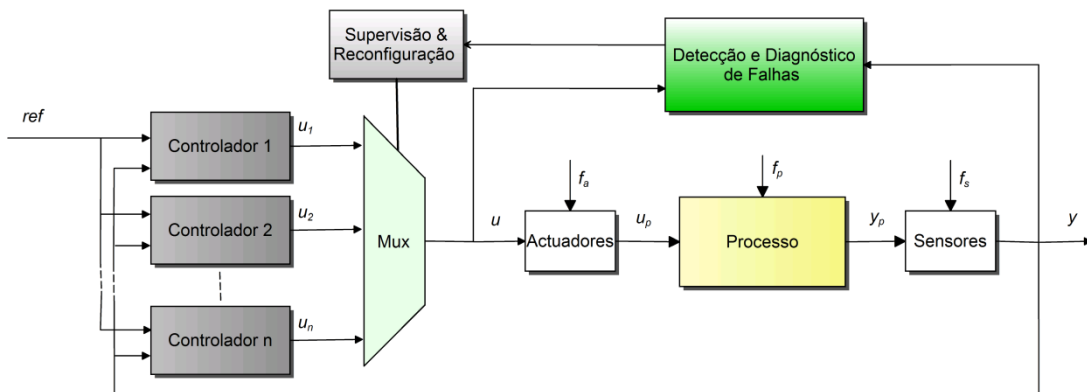 Supervisão &
Reconfiguração
Detecção e Diagnóstico
de Falhas
ref
Controlador 1
u1
Controlador 2
u2
Controlador n
un
Mux
u
fa
Actuadores
up
fp
Processo
yp
fs
Sensores
y